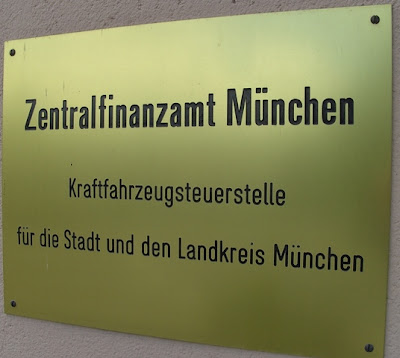 Zentralfinanzamt München
Kraftfahrzeugsteuerstelle
für die Stadt und den Landkreis München